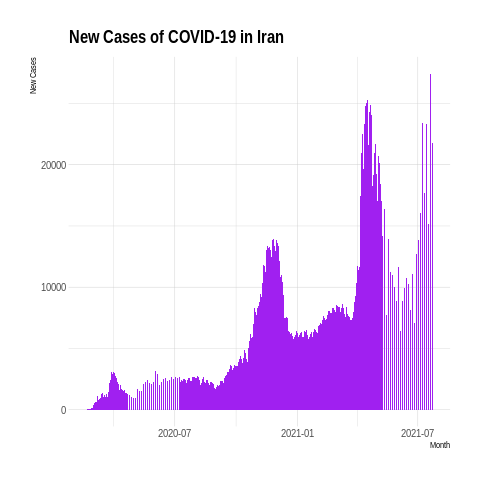 New Cases of COVID-19 in Iran
New Cases
20000
10000
0
2020-07 2021-01 2021-07
Month